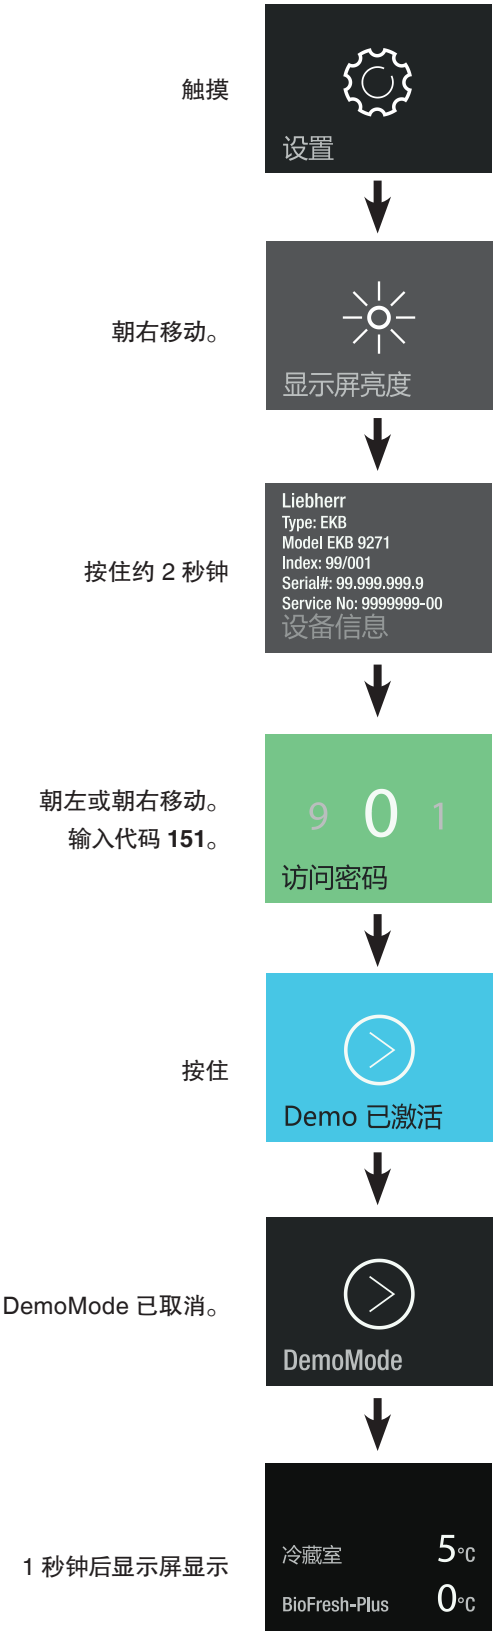 触摸
设置
朝右移动。
显示屏亮度
Liebherr
Type: EKB
Model EKB 9271
Index: 99/001
Serial#: 99.999.999.9
Service No: 9999999-00
设备信息
按住约 2 秒钟
朝左或朝右移动。
输入代码 151。
9 0 1
访问密码
按住
Demo 已激活
DemoMode 已取消。
DemoMode
1 秒钟后显示屏显示
冷藏室 5°C
BioFresh-Plus 0°C